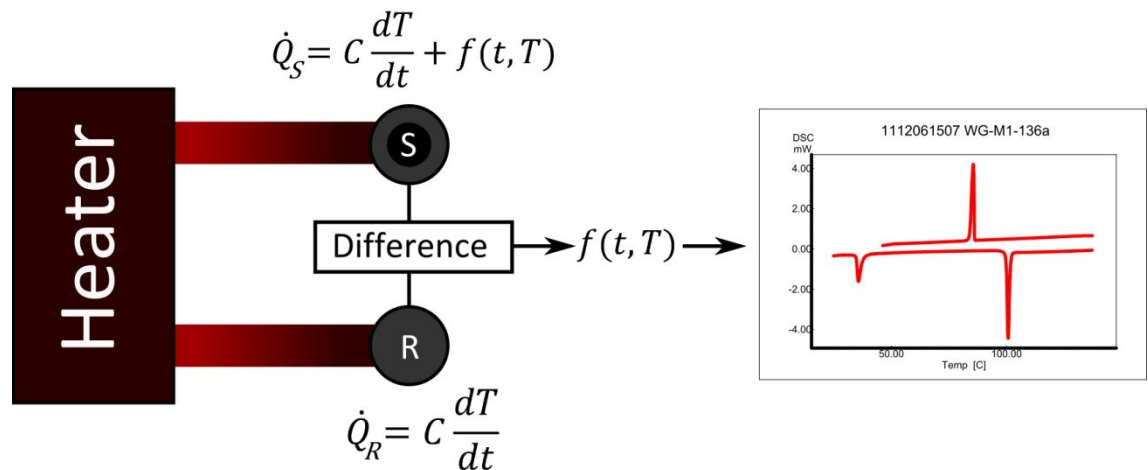 Q̇_S = C dT/dt + f(t, T)
Heater
S
Difference
f(t, T)
R
Q̇_R = C dT/dt
1112061507 WG-M1-136a
DSC
mW
4.00
2.00
0.00
-2.00
-4.00
50.00 100.00
Temp [C]